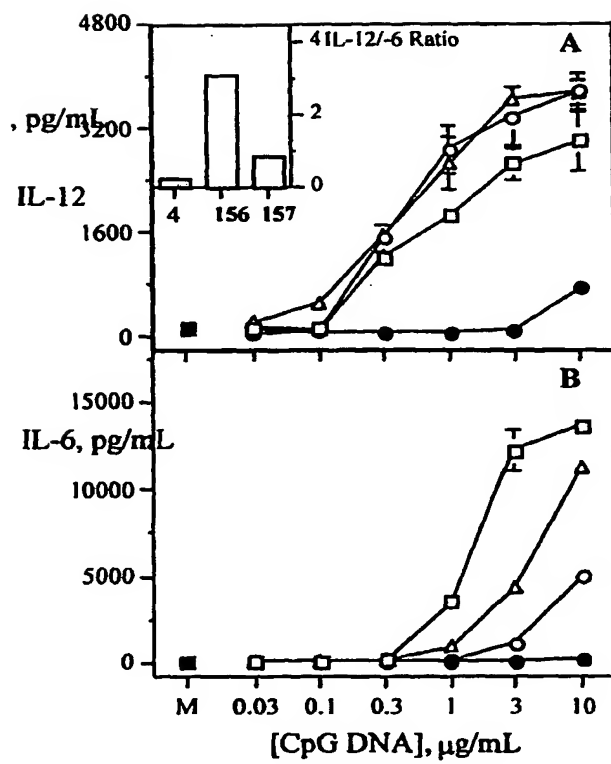 4800
4 IL-12/-6 Ratio
A
, pg/mL
3200
2
IL-12
0
4 156 157
1600
0
B
15000
IL-6, pg/mL
10000
5000
0
M 0.03 0.1 0.3 1 3 10
[CpG DNA], μg/mL